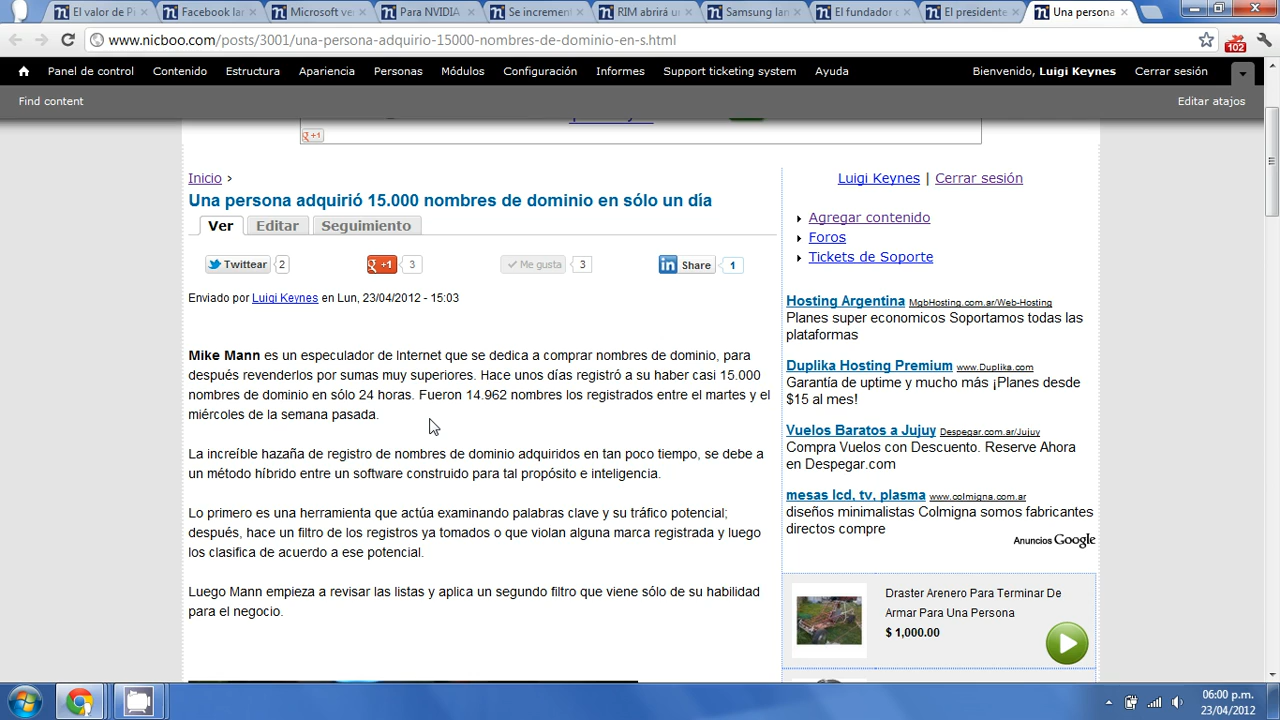 El valor de Pi
Facebook lan
Microsoft ve
Para NVIDIA
Se increment
RIM abrirá u
Samsung lan
El fundador d
El presidente
Una persona
www.nicboo.com/posts/3001/una-persona-adquirio-15000-nombres-de-dominio-en-s.html
102
Panel de control Contenido Estructura Apariencia Personas Módulos Configuración Informes Support ticketing system Ayuda Bienvenido, Luigi Keynes Cerrar sesión
Find content Editar atajos
+1
Inicio >
Una persona adquirió 15.000 nombres de dominio en sólo un día
Ver Editar Seguimiento
Twittear 2 +1 3 Me gusta 3 Share 1
Enviado por Luigi Keynes en Lun, 23/04/2012 - 15:03
Mike Mann es un especulador de Internet que se dedica a comprar nombres de dominio, para
después revenderlos por sumas muy superiores. Hace unos días registró a su haber casi 15.000
nombres de dominio en sólo 24 horas. Fueron 14.962 nombres los registrados entre el martes y el
miércoles de la semana pasada.
La increíble hazaña de registro de nombres de dominio adquiridos en tan poco tiempo, se debe a
un método híbrido entre un software construido para tal propósito e inteligencia.
Lo primero es una herramienta que actúa examinando palabras clave y su tráfico potencial;
después, hace un filtro de los registros ya tomados o que violan alguna marca registrada y luego
los clasifica de acuerdo a ese potencial.
Luego Mann empieza a revisar las listas y aplica un segundo filtro que viene sólo de su habilidad
para el negocio.
Luigi Keynes | Cerrar sesión
Agregar contenido
Foros
Tickets de Soporte
Hosting Argentina MgbHosting.com.ar/Web-Hosting
Planes super economicos Soportamos todas las
plataformas
Duplika Hosting Premium www.Duplika.com
Garantía de uptime y mucho más ¡Planes desde
$15 al mes!
Vuelos Baratos a Jujuy Despegar.com.ar/Jujuy
Compra Vuelos con Descuento. Reserve Ahora
en Despegar.com
mesas lcd, tv, plasma www.colmigna.com.ar
diseños minimalistas Colmigna somos fabricantes
directos compre
Anuncios Google
Draster Arenero Para Terminar De
Armar Para Una Persona
$ 1,000.00
06:00 p.m.
23/04/2012